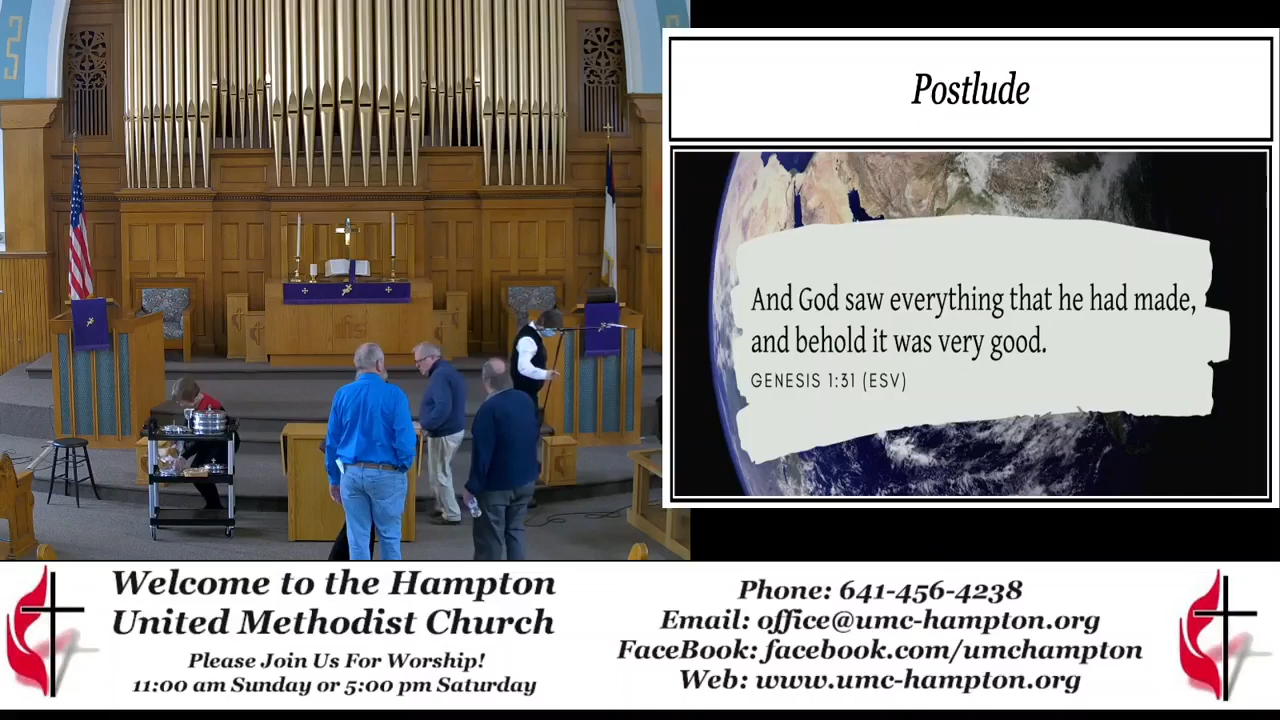 Postlude
And God saw everything that he had made,
and behold it was very good.
GENESIS 1:31 (ESV)
Welcome to the Hampton
United Methodist Church
Please Join Us For Worship!
11:00 am Sunday or 5:00 pm Saturday
Phone: 641-456-4238
Email: office@umc-hampton.org
FaceBook: facebook.com/umchampton
Web: www.umc-hampton.org